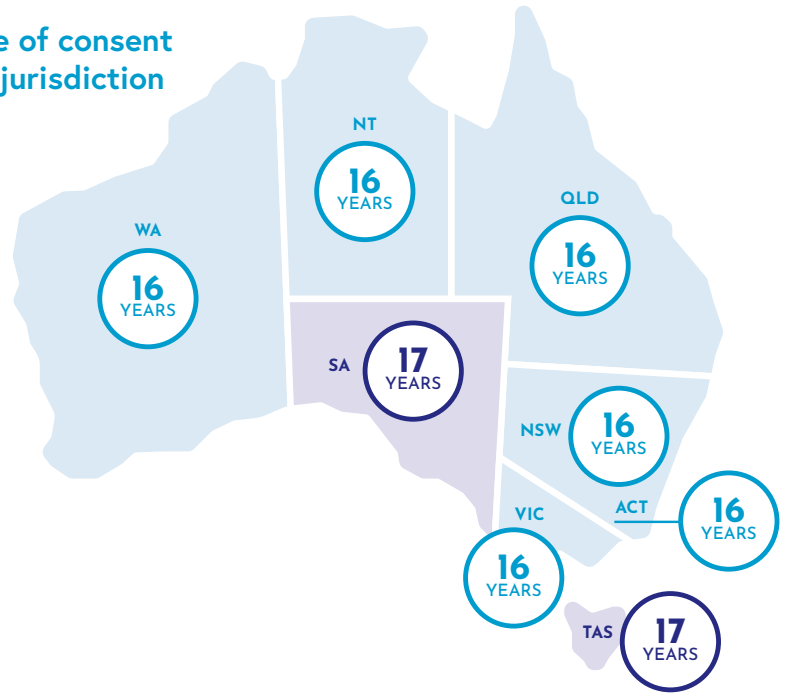 e of consent
jurisdiction
NT
16
YEARS
QLD
16
YEARS
WA
16
YEARS
SA
17
YEARS
NSW
16
YEARS
ACT
16
YEARS
VIC
16
YEARS
TAS
17
YEARS